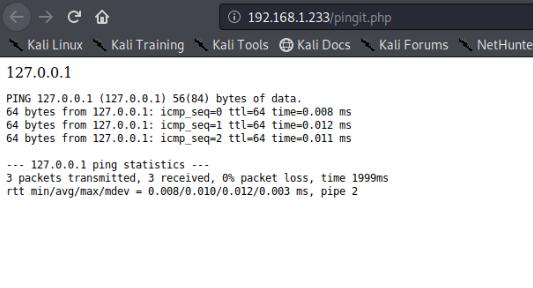 192.168.1.233/pingit.php
Kali Linux Kali Training Kali Tools Kali Docs Kali Forums NetHunte
127.0.0.1
PING 127.0.0.1 (127.0.0.1) 56(84) bytes of data.
64 bytes from 127.0.0.1: icmp_seq=0 ttl=64 time=0.008 ms
64 bytes from 127.0.0.1: icmp_seq=1 ttl=64 time=0.012 ms
64 bytes from 127.0.0.1: icmp_seq=2 ttl=64 time=0.011 ms
--- 127.0.0.1 ping statistics ---
3 packets transmitted, 3 received, 0% packet loss, time 1999ms
rtt min/avg/max/mdev = 0.008/0.010/0.012/0.003 ms, pipe 2